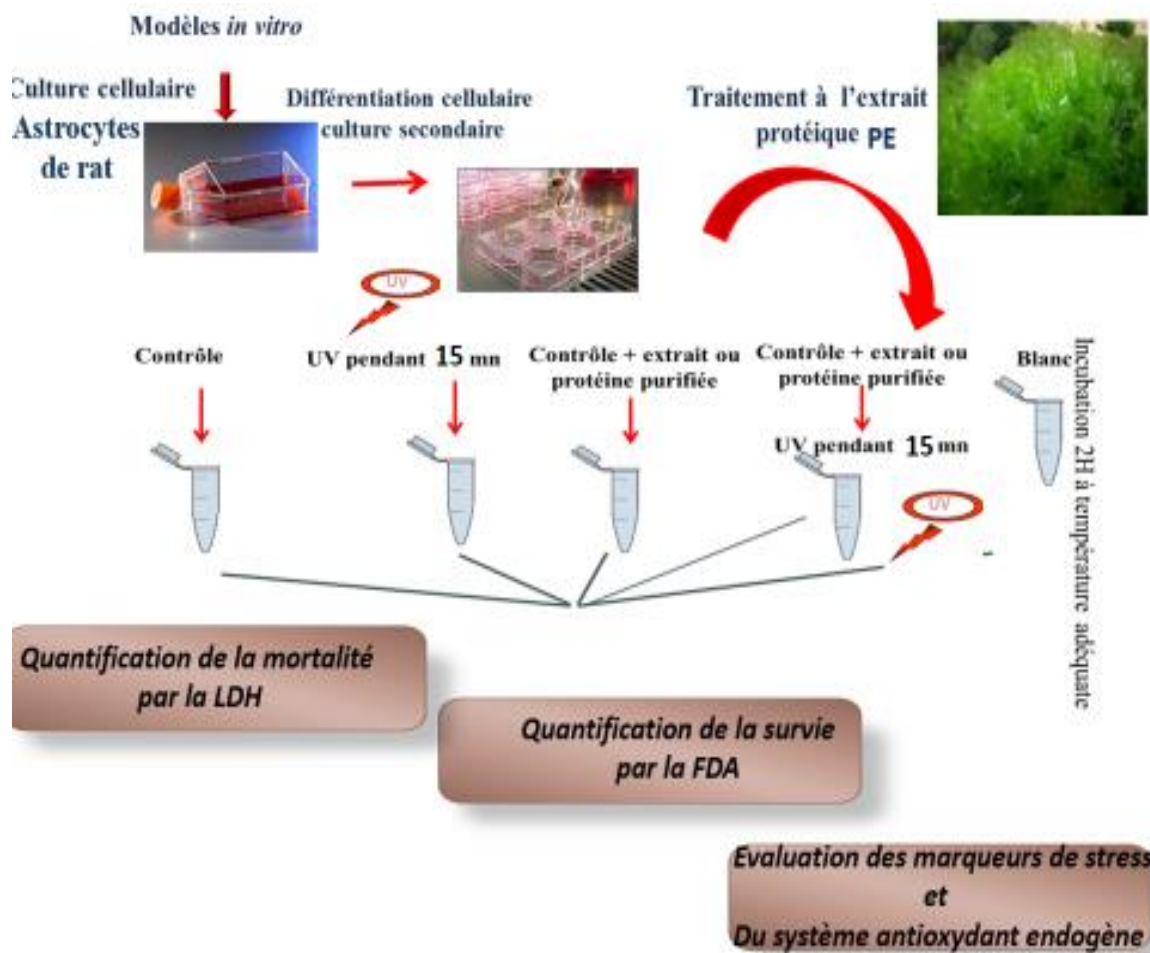 Modèles in vitro
Culture cellulaire
Astrocytes
de rat
Différentiation cellulaire
culture secondaire
Traitement à l'extrait
protéique PE
UV
Contrôle
UV pendant 15 mn
Contrôle + extrait ou
protéine purifiée
Contrôle + extrait ou
protéine purifiée
UV pendant 15 mn
Blanc
UV
Incubation 2H à température adéquate
Quantification de la mortalité
par la LDH
Quantification de la survie
par la FDA
Evaluation des marqueurs de stress
et
Du système antioxydant endogène